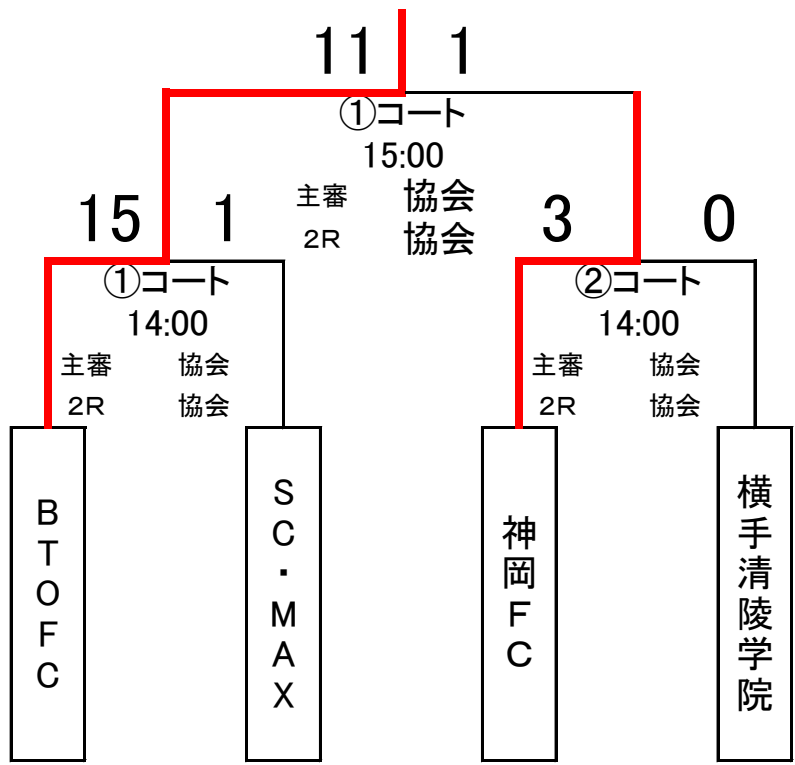 11 1
①コート
15:00
主審 協会
2R 協会
15 1
①コート
14:00
主審 協会
2R 協会
3 0
②コート
14:00
主審 協会
2R 協会
BTOFC
SC・MAX
神岡FC
横手清陵学院